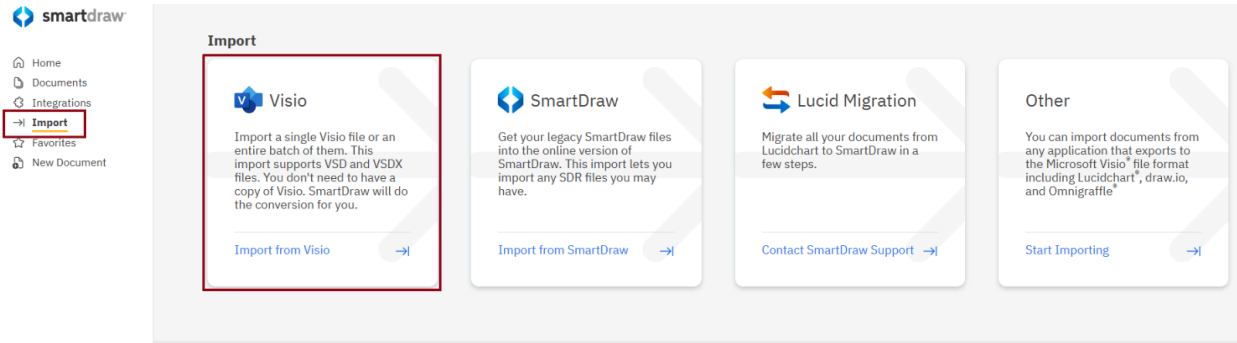 smartdraw
Home
Documents
Integrations
Import
Favorites
New Document
Import
Visio
Import a single Visio file or an
entire batch of them. This
import supports VSD and VSDX
files. You don't need to have a
copy of Visio. SmartDraw will do
the conversion for you.
Import from Visio
SmartDraw
Get your legacy SmartDraw files
into the online version of
SmartDraw. This import lets you
import any SDR files you may
have.
Import from SmartDraw
Lucid Migration
Migrate all your documents from
Lucidchart to SmartDraw in a
few steps.
Contact SmartDraw Support
Other
You can import documents from
any application that exports to
the Microsoft Visio® file format
including Lucidchart®, draw.io,
and Omnigraffle®
Start Importing